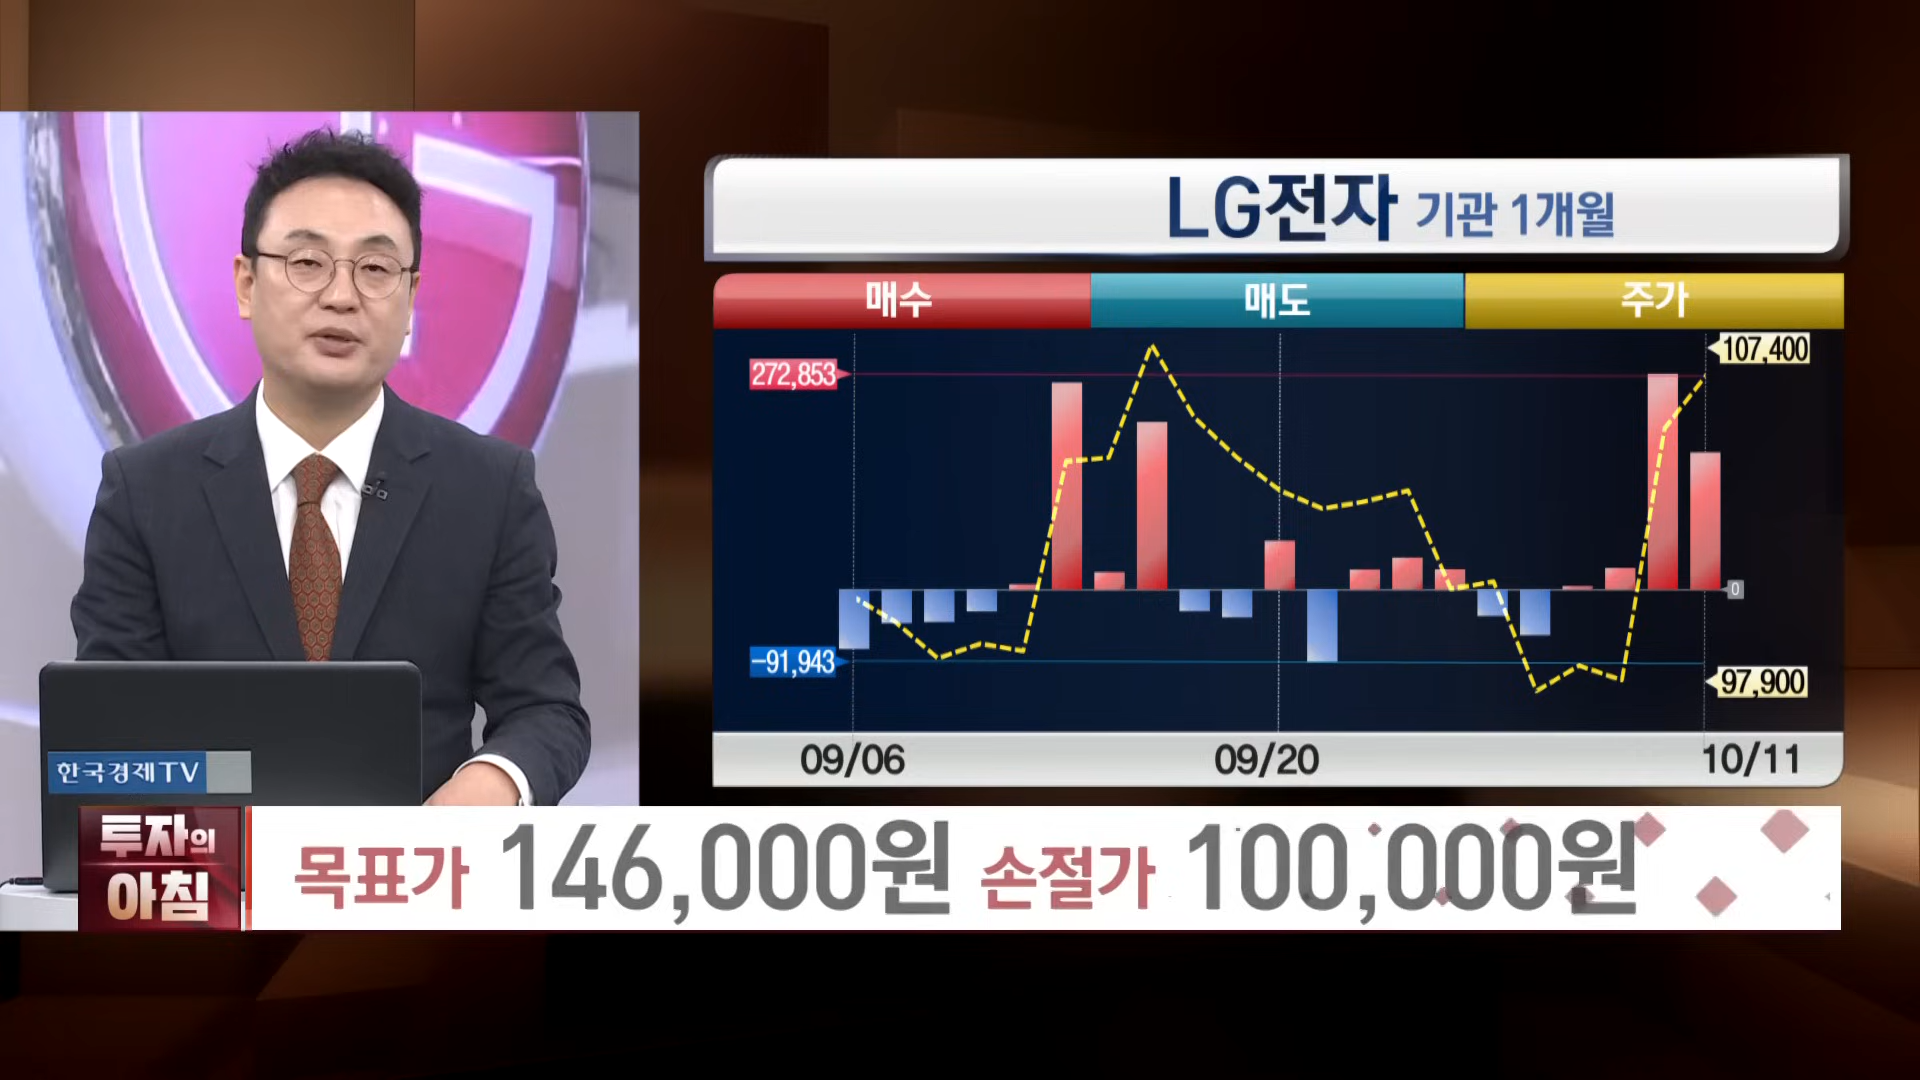 LG전자 기관 1개월
매수 매도 주가
272,853
107,400
0
-91,943
97,900
09/06 09/20 10/11
한국경제TV
투자의
아침
목표가 146,000원 손절가 100,000원